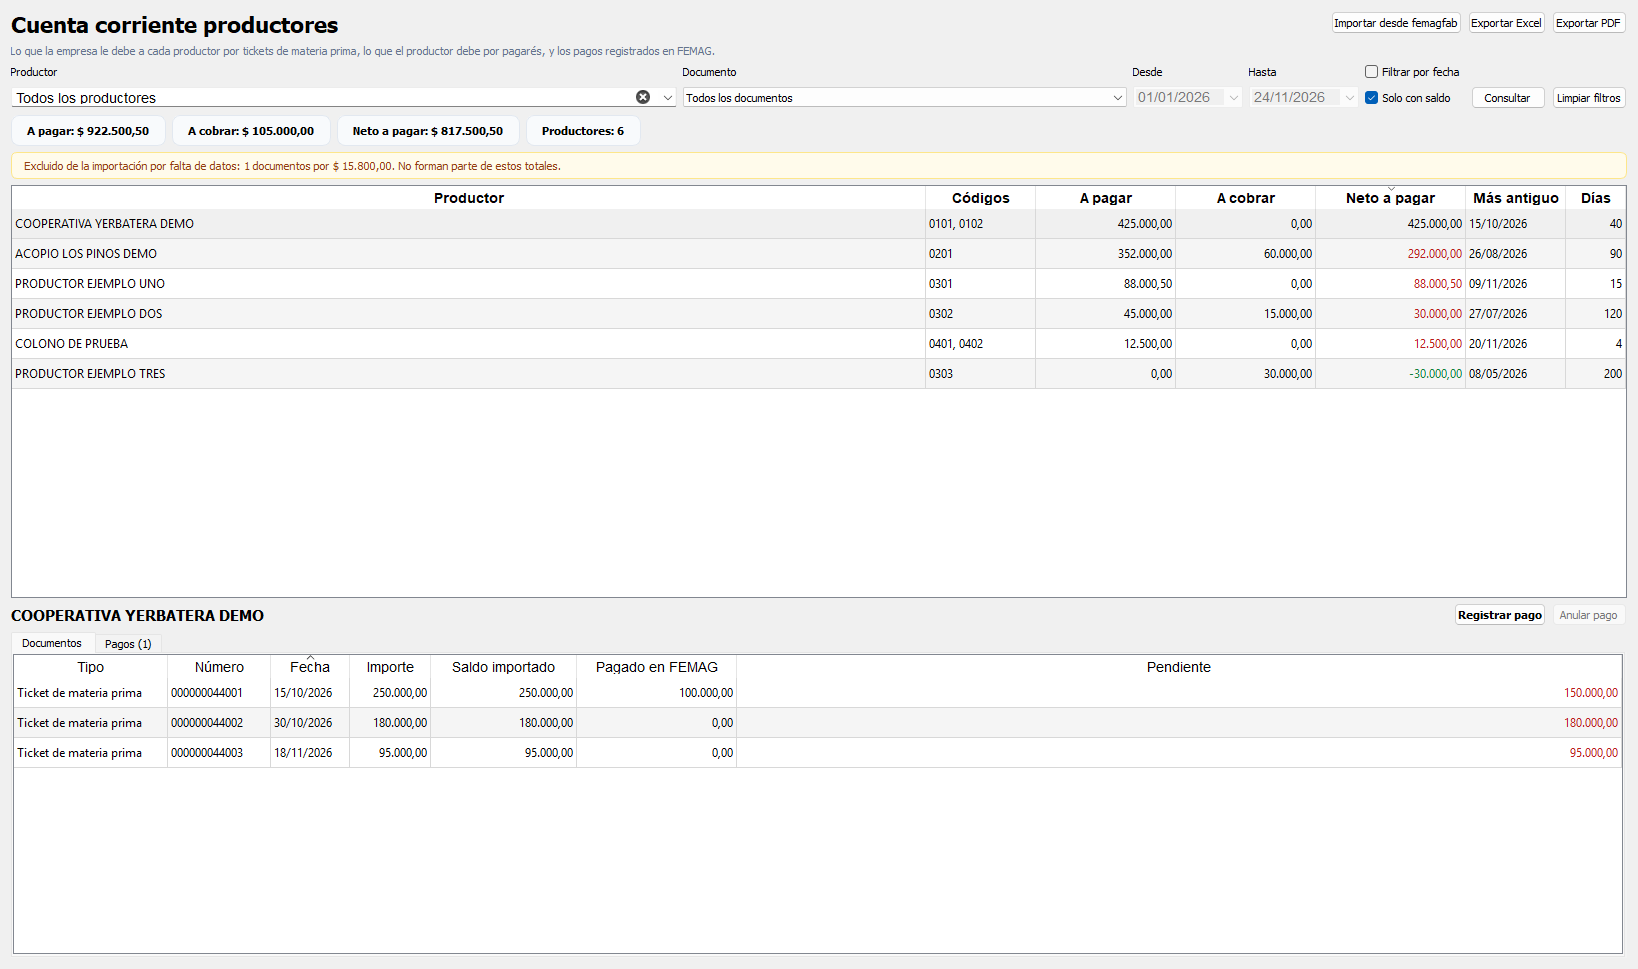 Cuenta corriente productores
Importar desde femagfab Exportar Excel Exportar PDF
Lo que la empresa le debe a cada productor por tickets de materia prima, lo que el productor debe por pagarés, y los pagos registrados en FEMAG.
Productor Documento Desde Hasta Filtrar por fecha
Todos los productores Todos los documentos 01/01/2026 24/11/2026 Solo con saldo Consultar Limpiar filtros
A pagar: $ 922.500,50 A cobrar: $ 105.000,00 Neto a pagar: $ 817.500,50 Productores: 6
Excluido de la importación por falta de datos: 1 documentos por $ 15.800,00. No forman parte de estos totales.
Productor Códigos A pagar A cobrar Neto a pagar Más antiguo Días
COOPERATIVA YERBATERA DEMO 0101, 0102 425.000,00 0,00 425.000,00 15/10/2026 40
ACOPIO LOS PINOS DEMO 0201 352.000,00 60.000,00 292.000,00 26/08/2026 90
PRODUCTOR EJEMPLO UNO 0301 88.000,50 0,00 88.000,50 09/11/2026 15
PRODUCTOR EJEMPLO DOS 0302 45.000,00 15.000,00 30.000,00 27/07/2026 120
COLONO DE PRUEBA 0401, 0402 12.500,00 0,00 12.500,00 20/11/2026 4
PRODUCTOR EJEMPLO TRES 0303 0,00 30.000,00 -30.000,00 08/05/2026 200
COOPERATIVA YERBATERA DEMO Registrar pago Anular pago
Documentos Pagos (1)
Tipo Número Fecha Importe Saldo importado Pagado en FEMAG Pendiente
Ticket de materia prima 000000044001 15/10/2026 250.000,00 250.000,00 100.000,00 150.000,00
Ticket de materia prima 000000044002 30/10/2026 180.000,00 180.000,00 0,00 180.000,00
Ticket de materia prima 000000044003 18/11/2026 95.000,00 95.000,00 0,00 95.000,00